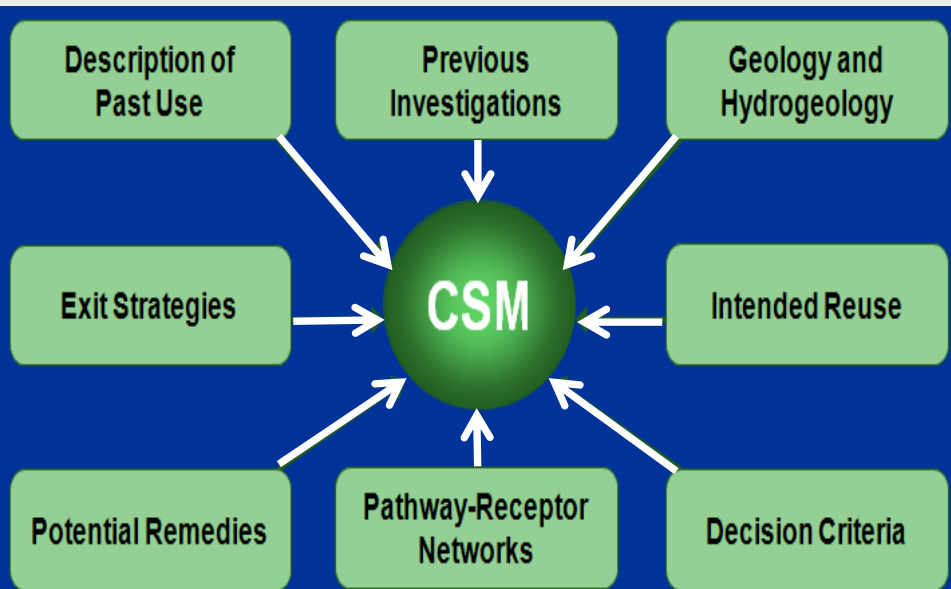 Description of
Past Use
Previous
Investigations
Geology and
Hydrogeology
Exit Strategies
CSM
Intended Reuse
Potential Remedies
Pathway-Receptor
Networks
Decision Criteria